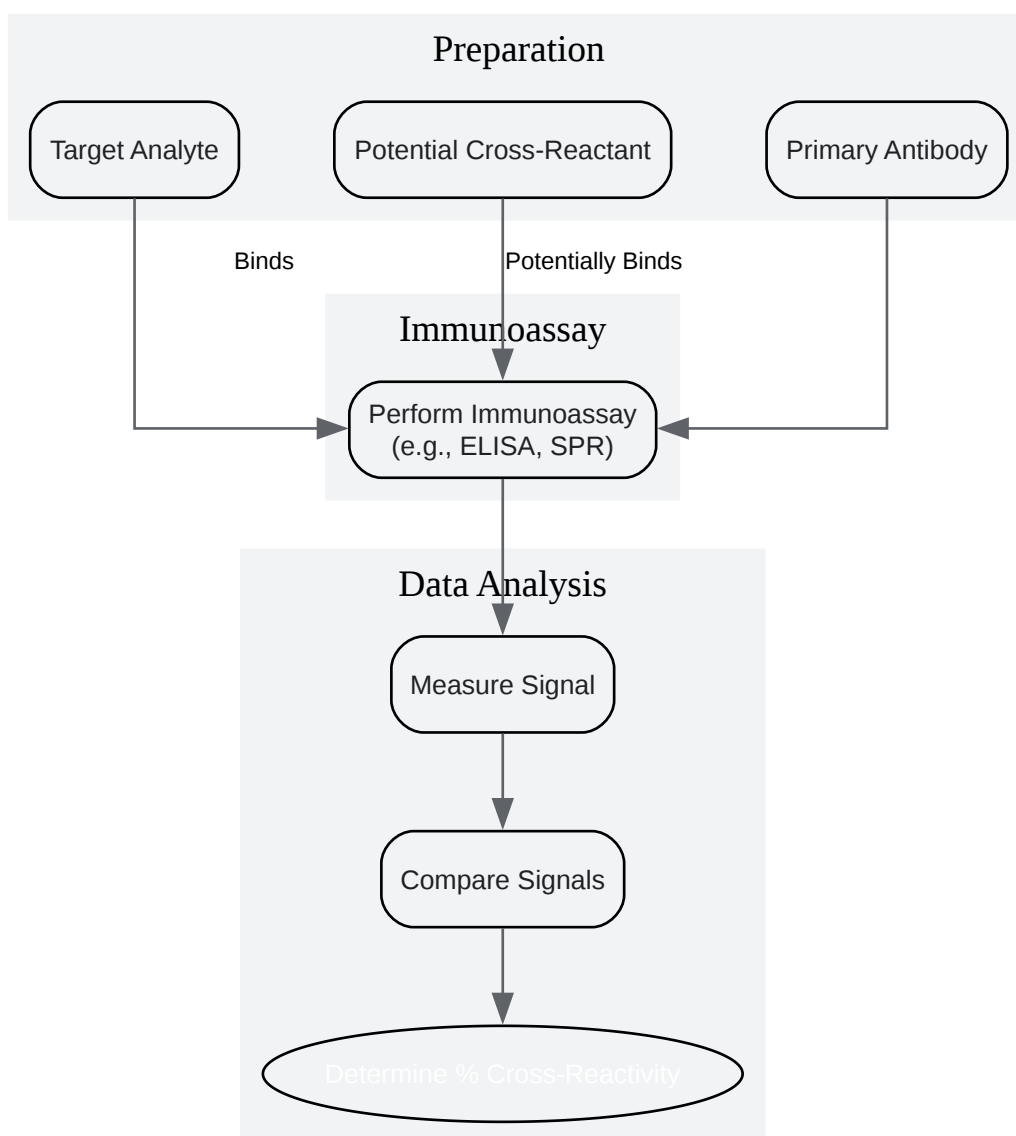 Preparation
Target Analyte
Potential Cross-Reactant
Primary Antibody
Binds
Potentially Binds
Immunoassay
Perform Immunoassay
(e.g., ELISA, SPR)
Data Analysis
Measure Signal
Compare Signals
Determine % Cross-Reactivity